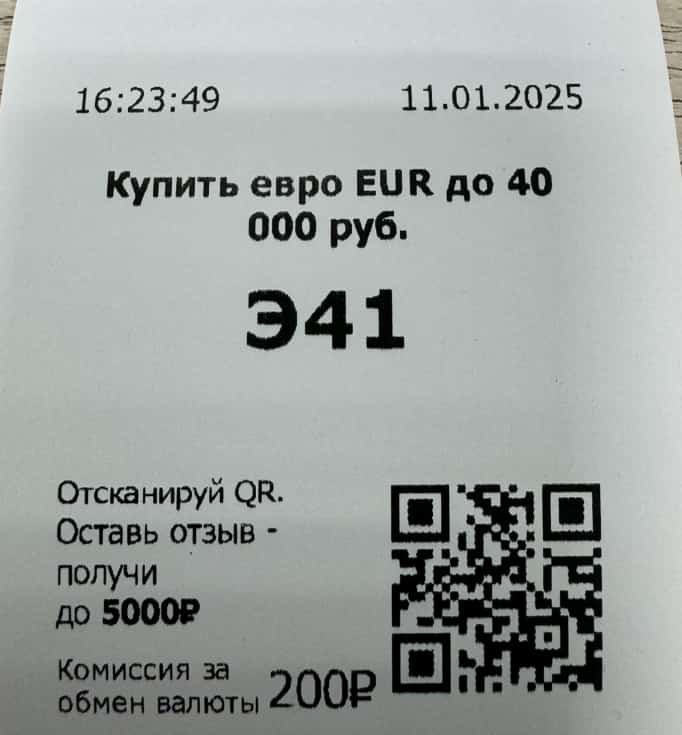 16:23:49 11.01.2025
Купить евро EUR до 40
000 руб.
Э41
Отсканируй QR.
Оставь отзыв -
получи
до 5000₽
Комиссия за
обмен валюты 200₽